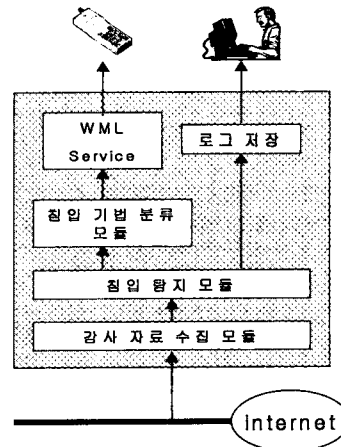 WML
Service
로그 저장
침입 기법 분류
모듈
침입 탐지 모듈
감사 자료 수집 모듈
Internet